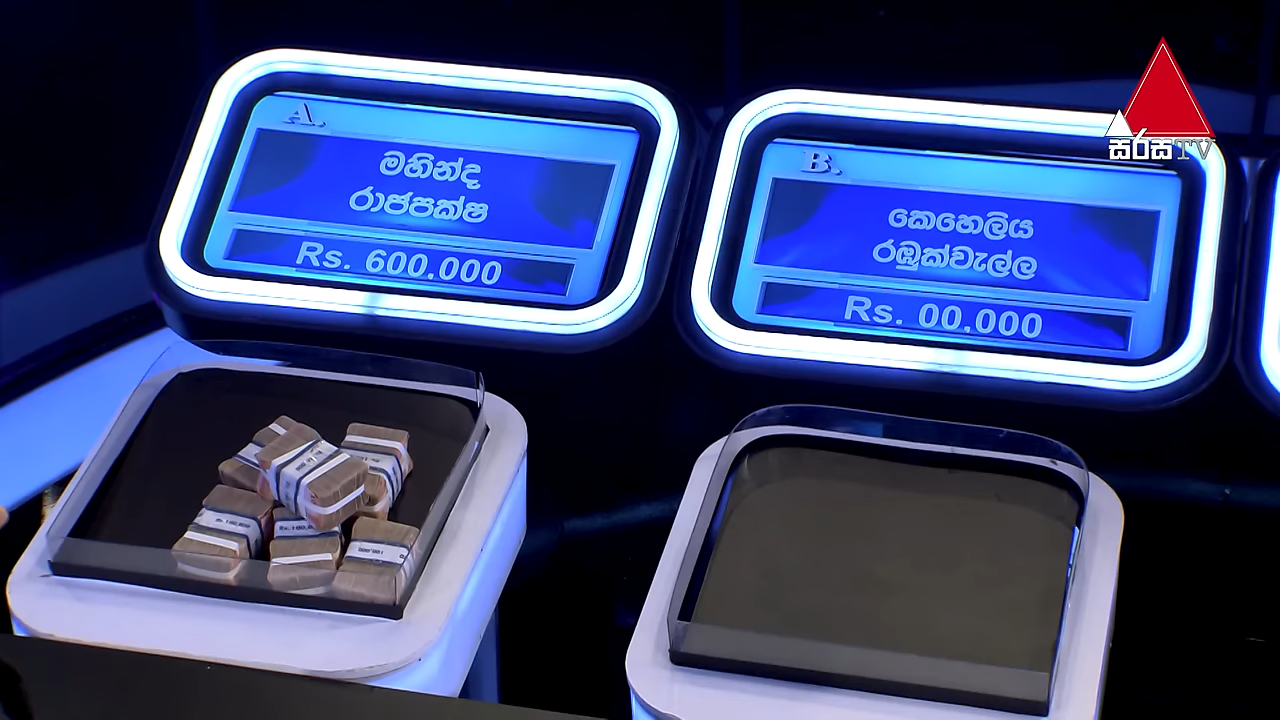 A.
මහින්ද
රාජපක්ෂ
Rs. 600,000
B.
කෙහෙලිය
රඹුක්වැල්ල
Rs. 00,000
සිරස TV